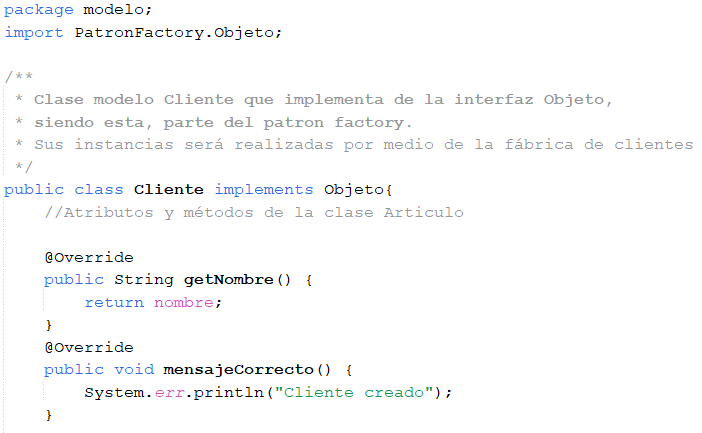 package modelo;
import PatronFactory.Objeto;
/**
* Clase modelo Cliente que implementa de la interfaz Objeto,
* siendo esta, parte del patron factory.
* Sus instancias será realizadas por medio de la fábrica de clientes
*/
public class Cliente implements Objeto{
//Atributos y métodos de la clase Articulo
@Override
public String getNombre() {
return nombre;
}
@Override
public void mensajeCorrecto() {
System.err.println("Cliente creado");
}